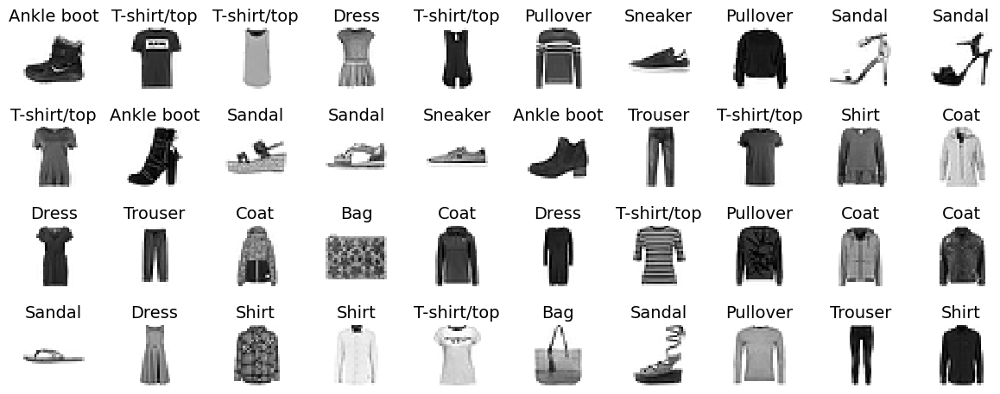 Ankle boot T-shirt/top T-shirt/top Dress T-shirt/top Pullover Sneaker Pullover Sandal Sandal
T-shirt/top Ankle boot Sandal Sandal Sneaker Ankle boot Trouser T-shirt/top Shirt Coat
Dress Trouser Coat Bag Coat Dress T-shirt/top Pullover Coat Coat
Sandal Dress Shirt Shirt T-shirt/top Bag Sandal Pullover Trouser Shirt